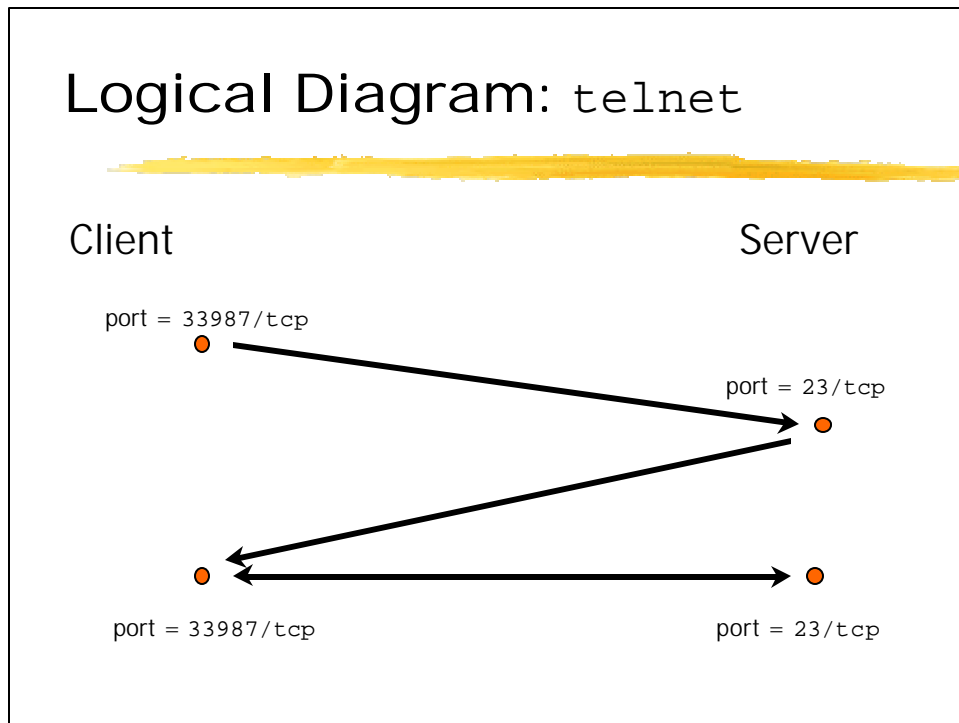 Logical Diagram: telnet
Client
Server
port = 33987/tcp
port = 23/tcp
port = 33987/tcp
port = 23/tcp